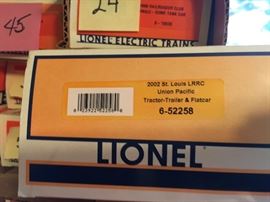 45
24
LIONEL ELECTRIC TRAINS
2002 St. Louis LRRC
Union Pacific
Tractor-Trailer & Flatcar
6-52258
LIONEL